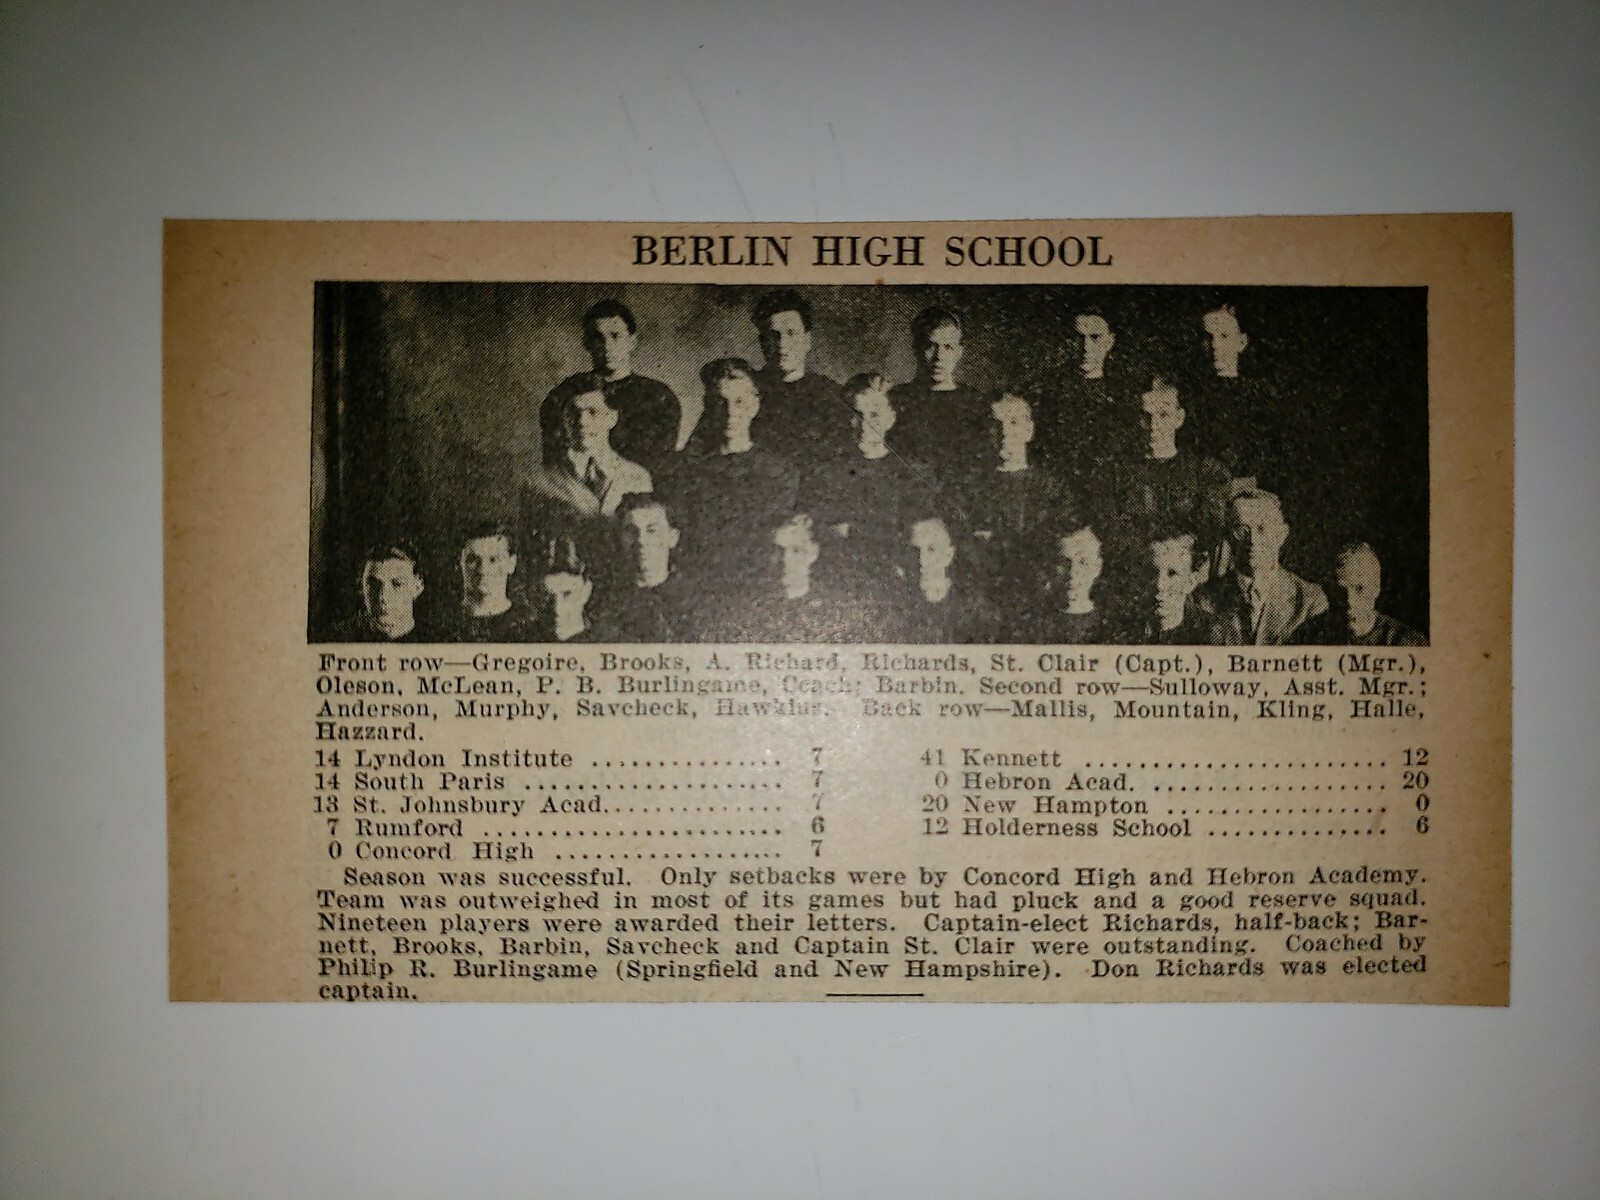 BERLIN HIGH SCHOOL
Front row—Gregoire, Brooks, A. Richard, Richards, St. Clair (Capt.), Barnett (Mgr.),
Oleson, McLean, P. B. Burlingame, Coach; Barbin. Second row—Sulloway, Asst. Mgr.;
Anderson, Murphy, Savcheck, Hawkins. Back row—Mallis, Mountain, Kling, Halle,
Hazzard.
14 Lyndon Institute ............... 7
14 South Paris .................... 7
13 St. Johnsbury Acad.............. 7
7 Rumford ....................... 6
0 Concord High .................. 7
41 Kennett ....................... 12
0 Hebron Acad. .................. 20
20 New Hampton ................. 0
12 Holderness School .............. 6
Season was successful. Only setbacks were by Concord High and Hebron Academy.
Team was outweighed in most of its games but had pluck and a good reserve squad.
Nineteen players were awarded their letters. Captain-elect Richards, half-back; Bar-
nett, Brooks, Barbin, Savcheck and Captain St. Clair were outstanding. Coached by
Philip R. Burlingame (Springfield and New Hampshire). Don Richards was elected
captain.